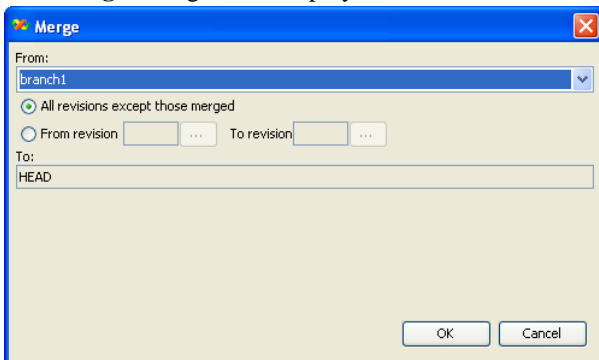 Merge
From:
branch1
All revisions except those merged
From revision ... To revision ...
To:
HEAD
OK Cancel